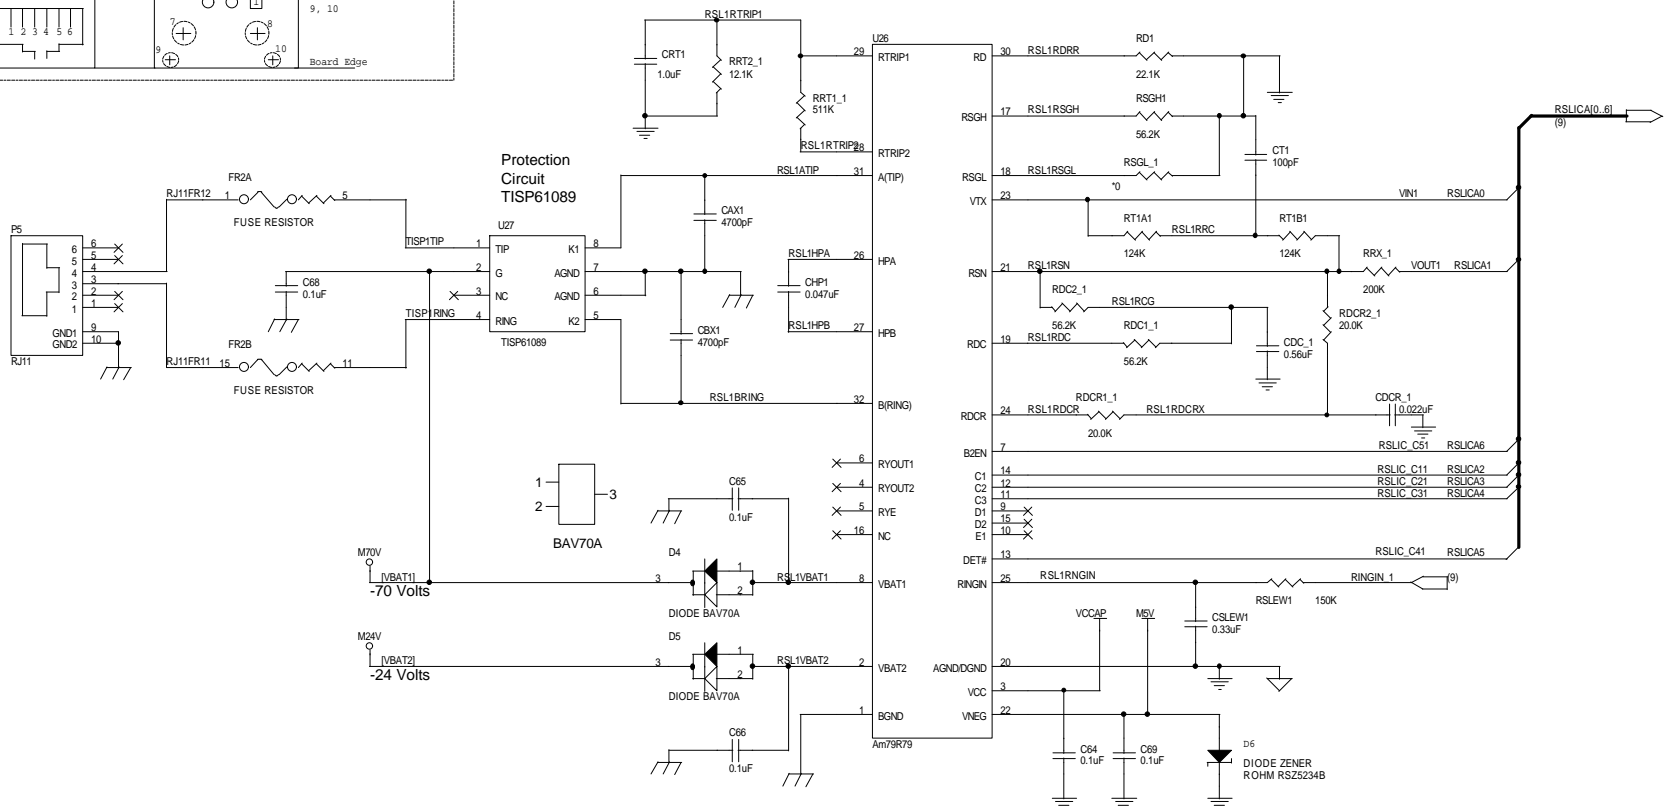 1 2 3 4 5 6
1
7
8
9
10
9, 10
Board Edge
RSL1RTRIP1
CRT1
1.0uF
RRT2_1
12.1K
RRT1_1
511K
RSL1RTRIP2
U26
29
RTRIP1
28
RTRIP2
31
A(TIP)
26
HPA
27
HPB
32
B(RING)
6
RYOUT1
4
RYOUT2
5
RYE
16
NC
8
VBAT1
2
VBAT2
1
BGND
Am79R79
RD
30
RSL1RDRR
RD1
22.1K
RSGH
17
RSL1RSGH
RSGH1
56.2K
RSGL
18
RSL1RSGL
RSGL_1
*0
CT1
100pF
VTX
23
VIN1
RSLICA0
RSLICA[0..6]
(9)
RT1A1
124K
RSL1RRC
RT1B1
124K
RSN
21
RSL1RSN
RRX_1
200K
VOUT1
RSLICA1
RDC2_1
56.2K
RSL1RCG
RDCR2_1
20.0K
RDC
19
RSL1RDC
RDC1_1
56.2K
CDC_1
0.56uF
RDCR
24
RSL1RDCR
RDCR1_1
20.0K
RSL1RDCRX
CDCR_1
0.022uF
B2EN
7
RSLIC_C51
RSLICA6
C1
14
RSLIC_C11
RSLICA2
C2
12
RSLIC_C21
RSLICA3
C3
11
RSLIC_C31
RSLICA4
D1
9
D2
15
E1
10
DET#
13
RSLIC_C41
RSLICA5
RINGIN
25
RSL1RNGIN
RSLEW1
150K
RINGIN_1
(9)
CSLEW1
0.33uF
VCCAP
M5V
AGND/DGND
20
VCC
3
VNEG
22
C64
0.1uF
C69
0.1uF
D6
DIODE ZENER
ROHM RSZ5234B
Protection
Circuit
TISP61089
U27
TISP1TIP
1
TIP
2
G
3
NC
4
RING
TISP1RING
K1
8
AGND
7
AGND
6
K2
5
TISP61089
RSL1ATIP
CAX1
4700pF
CBX1
4700pF
RSL1BRING
RSL1HPA
CHP1
0.047uF
RSL1HPB
P5
6
5
4
3
2
1
6
5
4
3
2
1
GND1
9
GND2
10
RJ11
RJ11FR12
1
FR2A
5
FUSE RESISTOR
C68
0.1uF
RJ11FR11
15
FR2B
11
FUSE RESISTOR
1
2
3
BAV70A
C65
0.1uF
M70V
[VBAT1]
-70 Volts
3
D4
1
2
RSL1VBAT1
DIODE BAV70A
M24V
[VBAT2]
-24 Volts
3
D5
1
2
RSL1VBAT2
DIODE BAV70A
C66
0.1uF